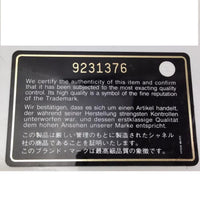 9231376
We certify the authenticity of this item and confirm
that it has been subjected to the most exacting quality
control. Its high quality is a symbol of the fine reputation
of the Trademark.
Wir bestätigen, dass es sich um einen Artikel handelt,
der während seiner Herstellung strengsten Kontrollen
unterworfen war, und dessen erstklassige Qualität
dem hohen Ansehen unserer Marke entspricht.
この製品は厳しい管理のもとに製造されたシャネル
社の商品であることを証明いたします。
このブランド・マークは最高級品質の象徴です。